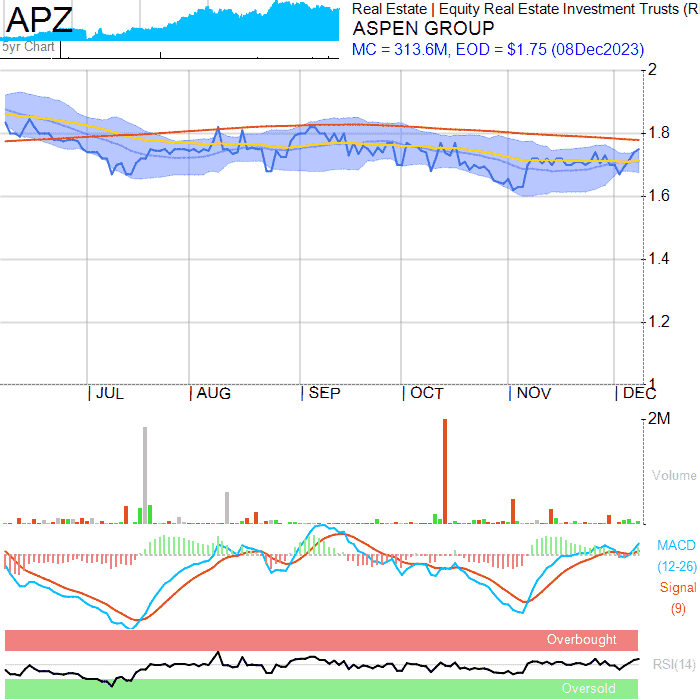 APZ
5yr Chart
Real Estate | Equity Real Estate Investment Trusts (R
ASPEN GROUP
MC = 313.6M, EOD = $1.75 (08Dec2023)
2
1.8
1.6
1.4
1.2
1
JUL AUG SEP OCT NOV DEC
2M
Volume
MACD
(12-26)
Signal
(9)
Overbought
RSI(14)
Oversold